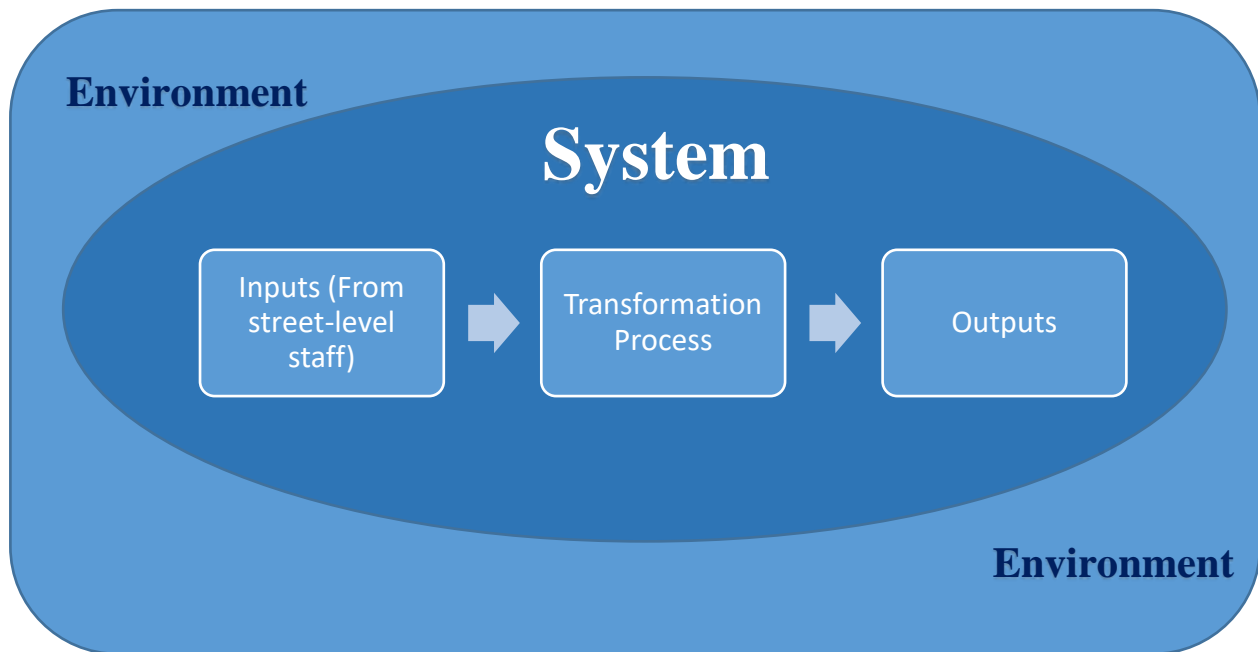 Environment
System
Inputs (From
street-level
staff)
Transformation
Process
Outputs
Environment